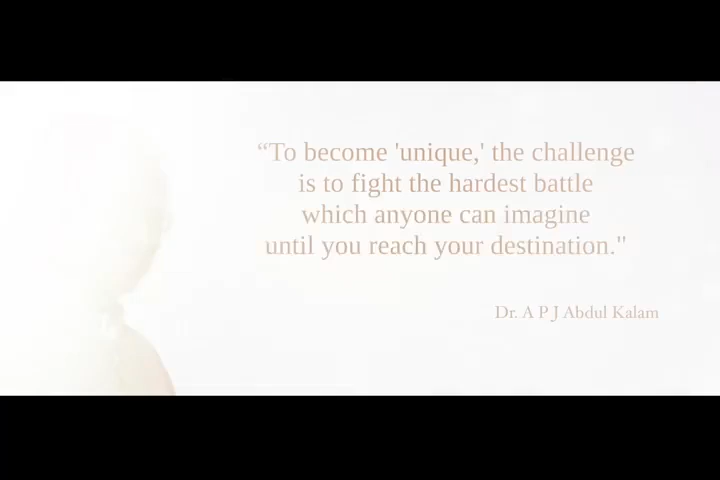 “To become 'unique,' the challenge
is to fight the hardest battle
which anyone can imagine
until you reach your destination."
Dr. A P J Abdul Kalam